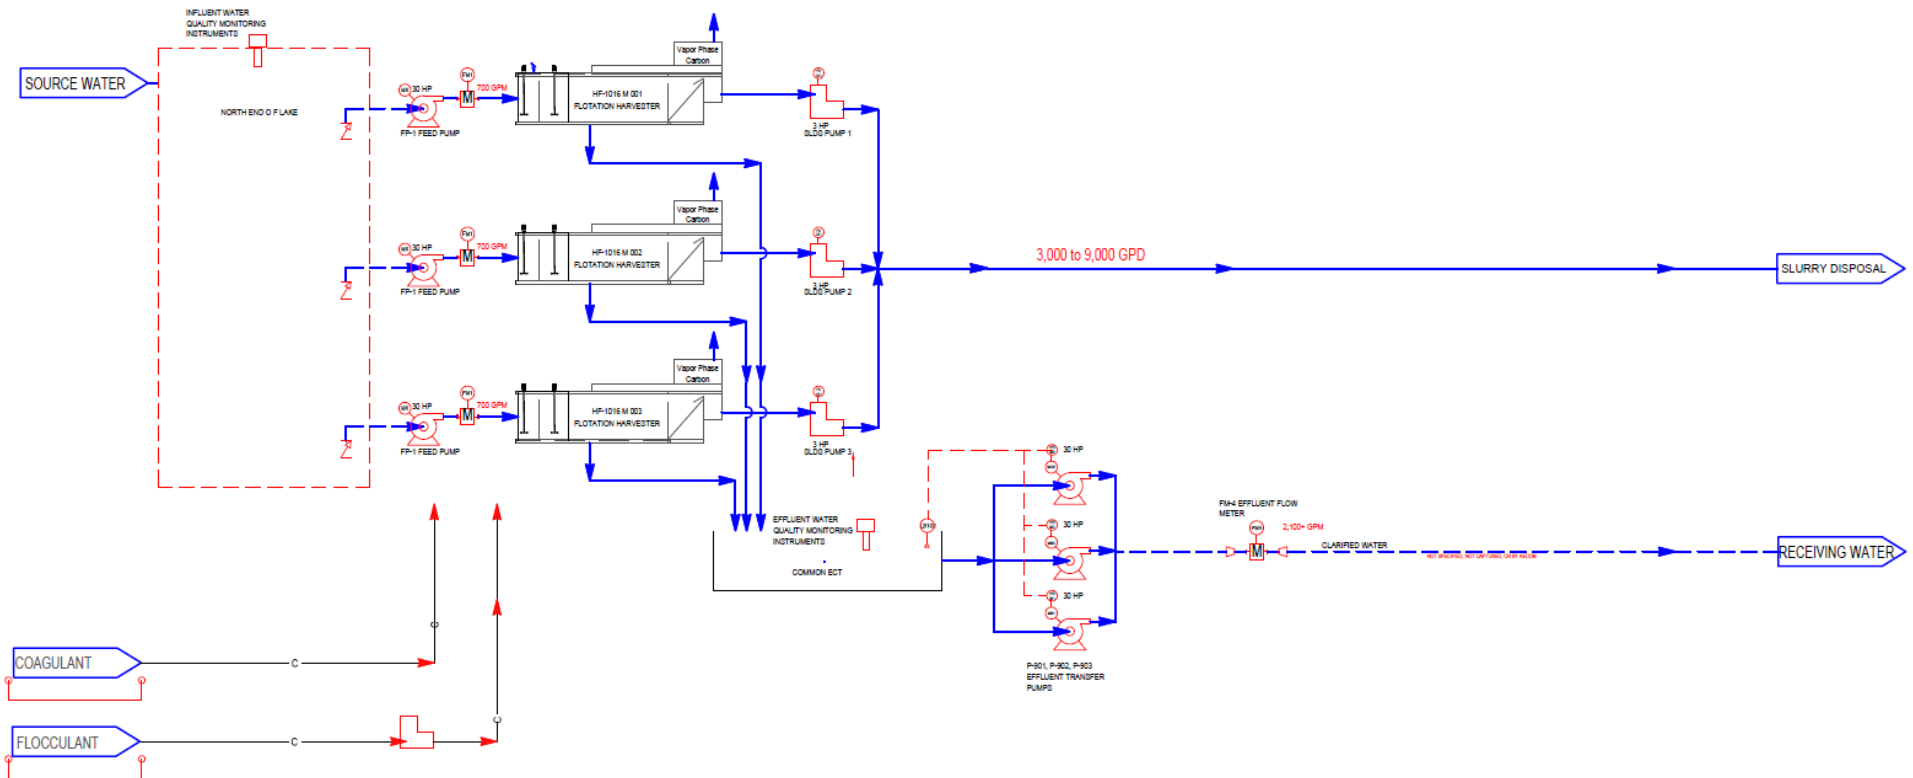 INFLUENT WATER
QUALITY MONITORING
INSTRUMENTS
SOURCE WATER
NORTH END O F LAKE
30 HP
FM1
700 GPM
M
FP-1 FEED PUMP
Vapor Phase
Carbon
HF-1016 M 001
FLOTATION HARVESTER
3 HP
SLDS PUMP 1
30 HP
FM1
700 GPM
M
FP-1 FEED PUMP
Vapor Phase
Carbon
HF-1016 M 002
FLOTATION HARVESTER
3 HP
SLDS PUMP 2
3,000 to 9,000 GPD
SLURRY DISPOSAL
30 HP
FM1
700 GPM
M
FP-1 FEED PUMP
Vapor Phase
Carbon
HF-1016 M 003
FLOTATION HARVESTER
3 HP
SLDS PUMP 3
EFFLUENT WATER
QUALITY MONITORING
INSTRUMENTS
COMMON ECT
30 HP
30 HP
30 HP
P-901, P-902, P-903
EFFLUENT TRANSFER
PUMPS
FM-4 EFFLUENT FLOW
METER
2,100+ GPM
M
CLARIFIED WATER
RECEIVING WATER
COAGULANT
C
C
FLOCCULANT
C
C